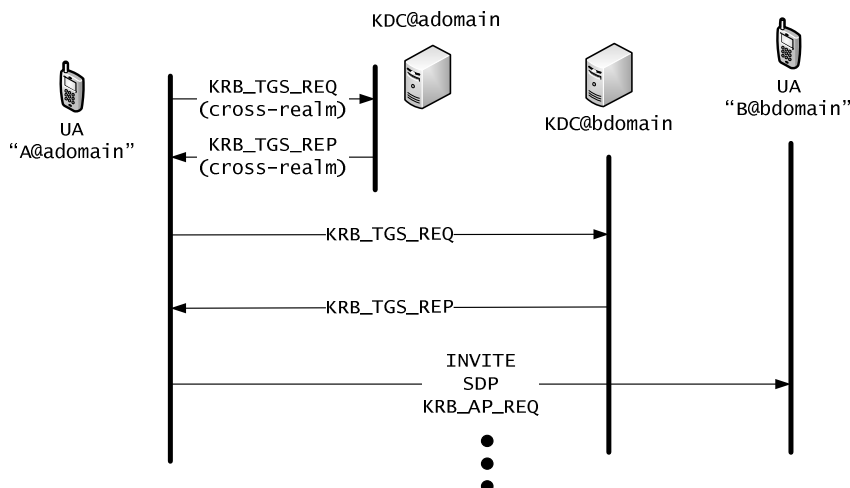 KDC@adomain
UA
“A@adomain”
KDC@bdomain
UA
“B@bdomain”
KRB_TGS_REQ
(cross-realm)
KRB_TGS_REP
(cross-realm)
KRB_TGS_REQ
KRB_TGS_REP
INVITE
SDP
KRB_AP_REQ